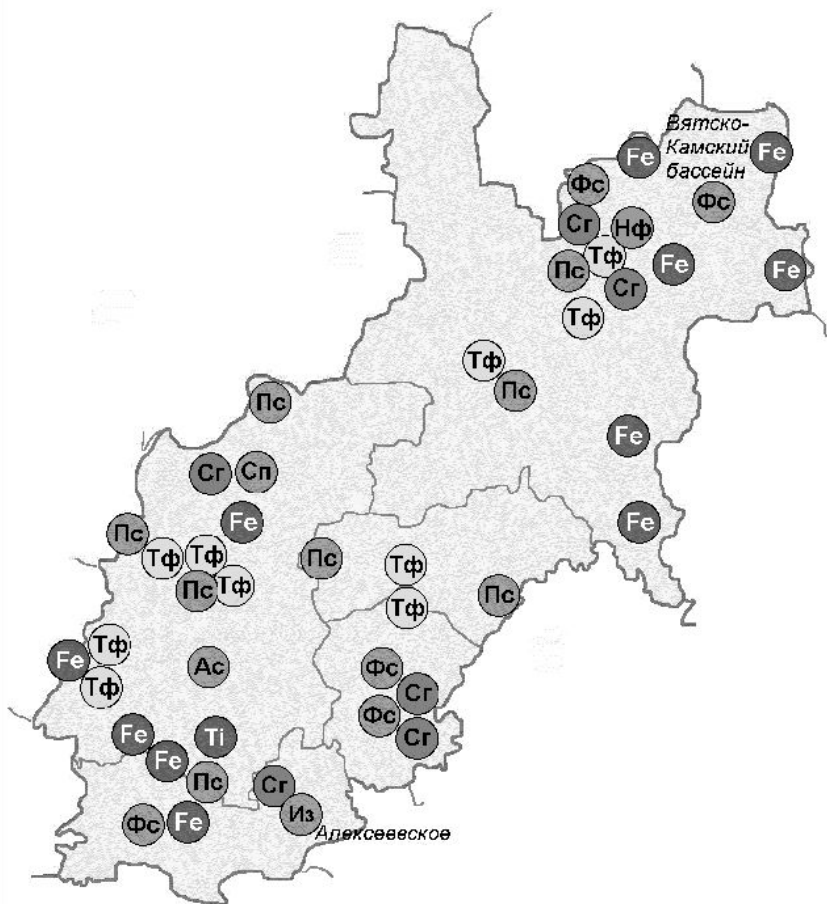 Вятско-
Камский
бассейн
Fe
Fe
Фс
Фс
Сг
Нф
Тф
Пс
Fe
Fe
Сг
Тф
Тф
Пс
Пс
Fe
Сг
Сп
Fe
Fe
Пс
Тф
Тф
Пс
Тф
Пс
Тф
Пс
Тф
Тф
Fe
Ас
Фс
Тф
Сг
Фс
Fe
Ti
Сг
Fe
Пс
Сг
Из
Фс
Fe
Алексеевское